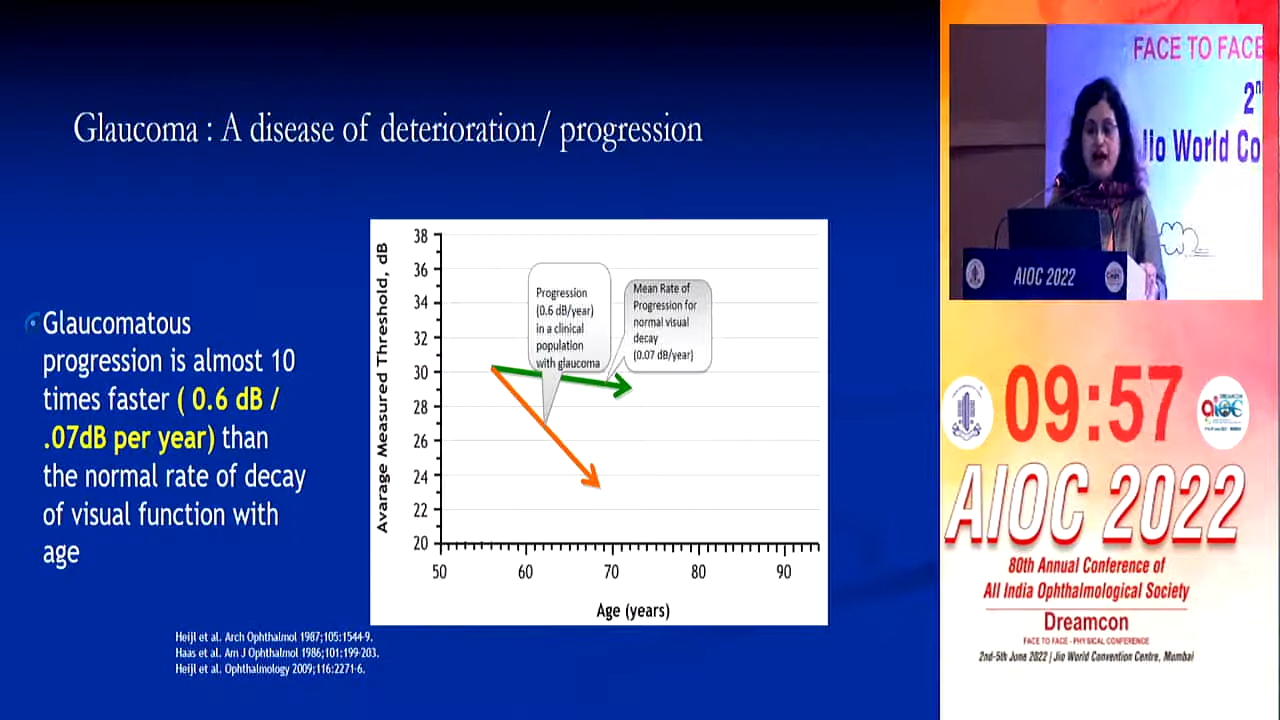 Glaucoma : A disease of deterioration/ progression
Glaucomatous
progression is almost 10
times faster ( 0.6 dB /
.07dB per year) than
the normal rate of decay
of visual function with
age
Avarage Measured Threshold, dB
38
36
34
32
30
28
26
24
22
20
50
60
70
80
90
Age (years)
Progression
(0.6 dB/year)
in a clinical
population
with glaucoma
Mean Rate of
Progression for
normal visual
decay
(0.07 dB/year)
Heijl et al. Arch Ophthalmol 1987;105:1544-9.
Haas et al. Am J Ophthalmol 1986;101:199-203.
Heijl et al. Ophthalmology 2009;116:2271-6.
FACE TO FACE
2n
Jio World Co
AIOC 2022
09:57
aioc
AIOC 2022
80th Annual Conference of
All India Ophthalmological Society
Dreamcon
FACE TO FACE - PHYSICAL CONFERENCE
2nd-5th June 2022 | Jio World Convention Centre, Mumbai